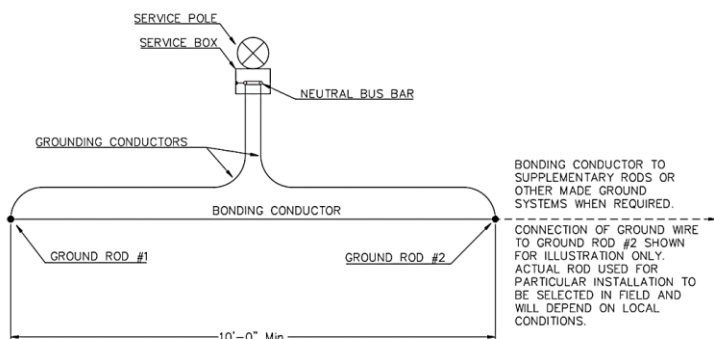 SERVICE POLE
SERVICE BOX
NEUTRAL BUS BAR
GROUNDING CONDUCTORS
BONDING CONDUCTOR TO
SUPPLEMENTARY RODS OR
OTHER MADE GROUND
SYSTEMS WHEN REQUIRED.
BONDING CONDUCTOR
CONNECTION OF GROUND WIRE
TO GROUND ROD #2 SHOWN
FOR ILLUSTRATION ONLY.
ACTUAL ROD USED FOR
PARTICULAR INSTALLATION TO
BE SELECTED IN FIELD AND
WILL DEPEND ON LOCAL
CONDITIONS.
GROUND ROD #1
GROUND ROD #2
10'-0" Min